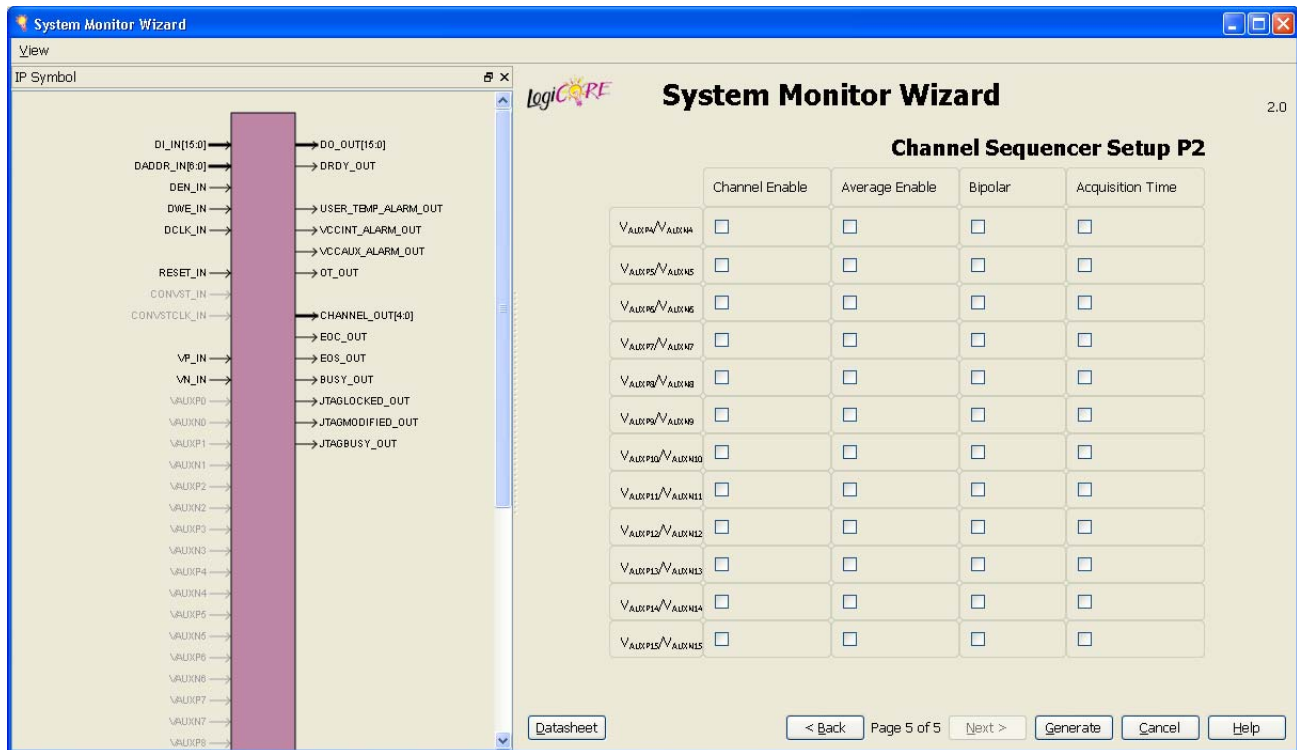 System Monitor Wizard
View
IP Symbol
DI_IN[15:0]
DADDR_IN[6:0]
DEN_IN
DWE_IN
DCLK_IN
RESET_IN
CONVST_IN
CONVSTCLK_IN
VP_IN
VN_IN
VAUXP0
VAUXN0
VAUXP1
VAUXN1
VAUXP2
VAUXN2
VAUXP3
VAUXN3
VAUXP4
VAUXN4
VAUXP5
VAUXN5
VAUXP6
VAUXN6
VAUXP7
VAUXN7
VAUXP8
DO_OUT[15:0]
DRDY_OUT
USER_TEMP_ALARM_OUT
VCCINT_ALARM_OUT
VCCAUX_ALARM_OUT
OT_OUT
CHANNEL_OUT[4:0]
EOC_OUT
EOS_OUT
BUSY_OUT
JTAGLOCKED_OUT
JTAGMODIFIED_OUT
JTAGBUSY_OUT
LogiCORE
System Monitor Wizard
2.0
Channel Sequencer Setup P2
Channel Enable Average Enable Bipolar Acquisition Time
VAUXP4/VAUXN4
VAUXP5/VAUXN5
VAUXP6/VAUXN6
VAUXP7/VAUXN7
VAUXP8/VAUXN8
VAUXP9/VAUXN9
VAUXP10/VAUXN10
VAUXP11/VAUXN11
VAUXP12/VAUXN12
VAUXP13/VAUXN13
VAUXP14/VAUXN14
VAUXP15/VAUXN15
Datasheet < Back Page 5 of 5 Next > Generate Cancel Help